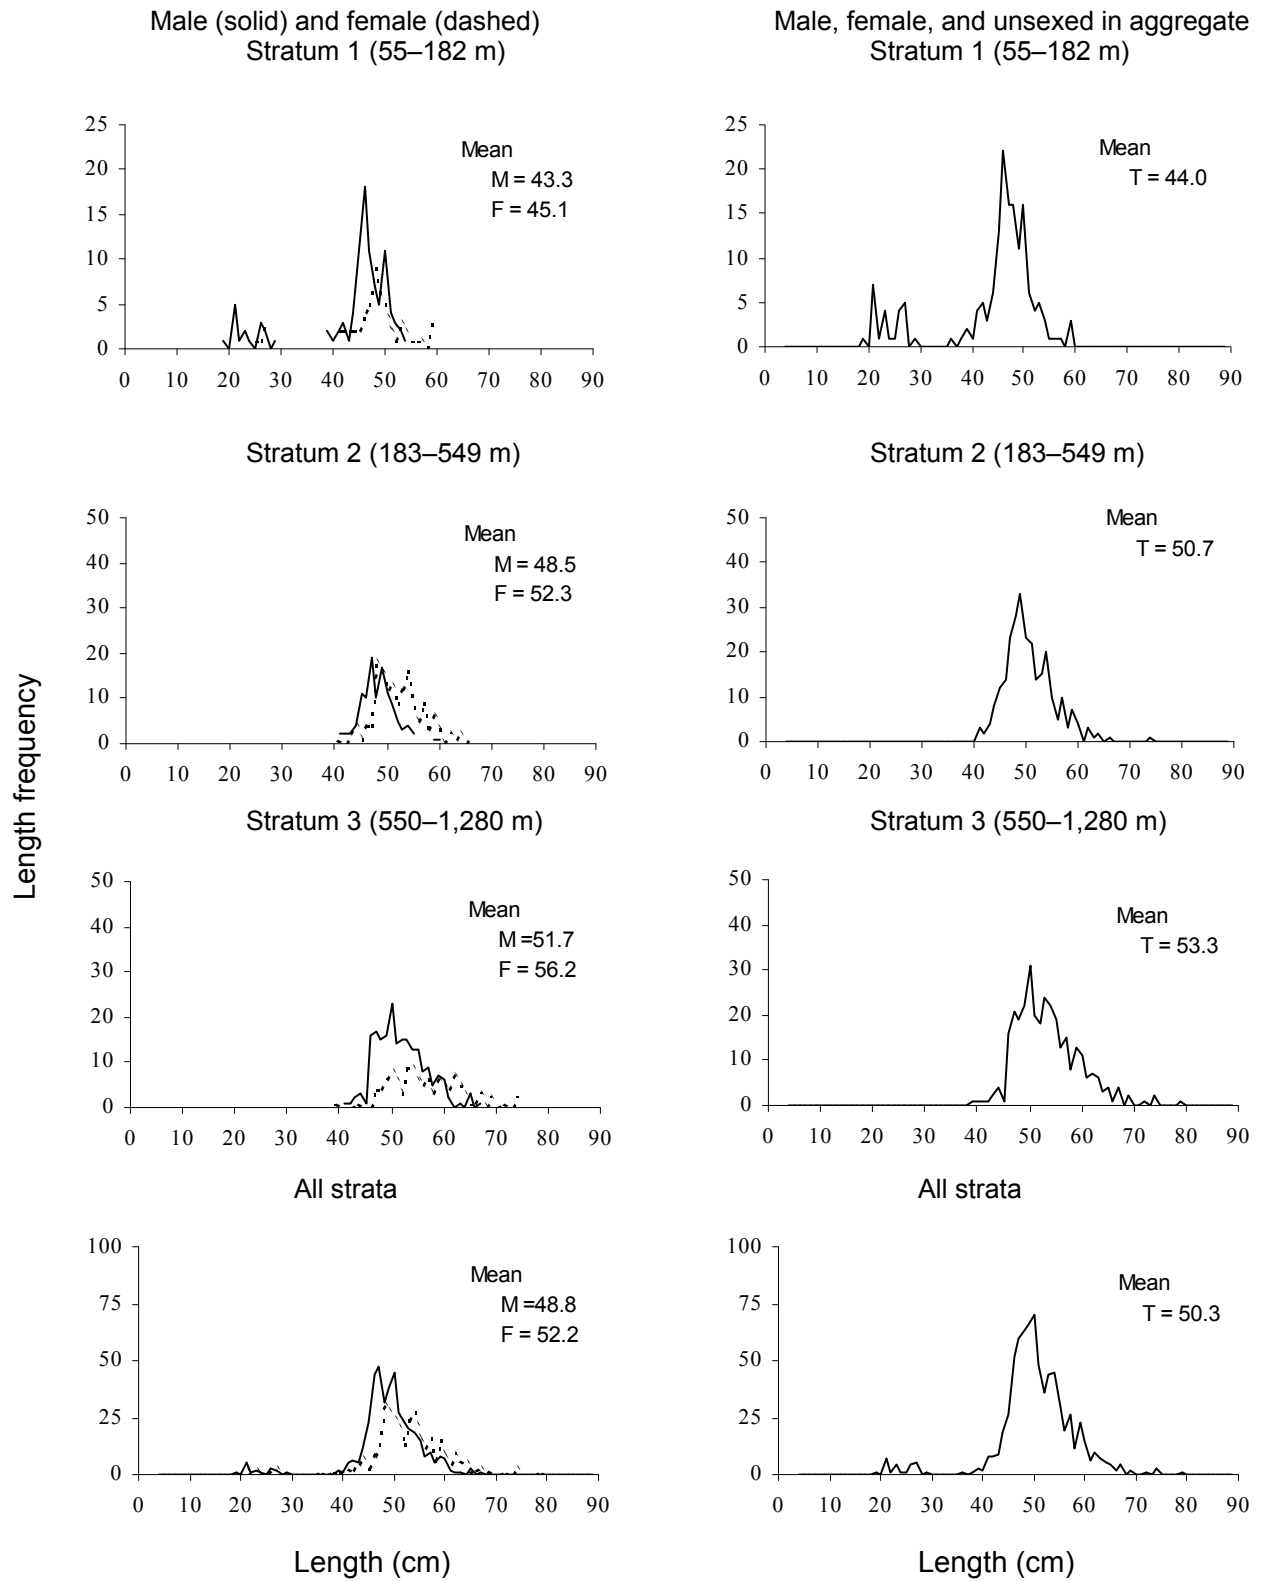 Male (solid) and female (dashed)
Stratum 1 (55–182 m)
Male, female, and unsexed in aggregate
Stratum 1 (55–182 m)
25
20
15
10
5
0
Mean
M = 43.3
F = 45.1
0 10 20 30 40 50 60 70 80 90
25
20
15
10
5
0
Mean
T = 44.0
0 10 20 30 40 50 60 70 80 90
Stratum 2 (183–549 m)
Stratum 2 (183–549 m)
50
40
30
20
10
0
Mean
M = 48.5
F = 52.3
0 10 20 30 40 50 60 70 80 90
50
40
30
20
10
0
Mean
T = 50.7
0 10 20 30 40 50 60 70 80 90
Length frequency
Stratum 3 (550–1,280 m)
Stratum 3 (550–1,280 m)
50
40
30
20
10
0
Mean
M =51.7
F = 56.2
0 10 20 30 40 50 60 70 80 90
50
40
30
20
10
0
Mean
T = 53.3
0 10 20 30 40 50 60 70 80 90
All strata
All strata
100
75
50
25
0
Mean
M =48.8
F = 52.2
0 10 20 30 40 50 60 70 80 90
100
75
50
25
0
Mean
T = 50.3
0 10 20 30 40 50 60 70 80 90
Length (cm)
Length (cm)